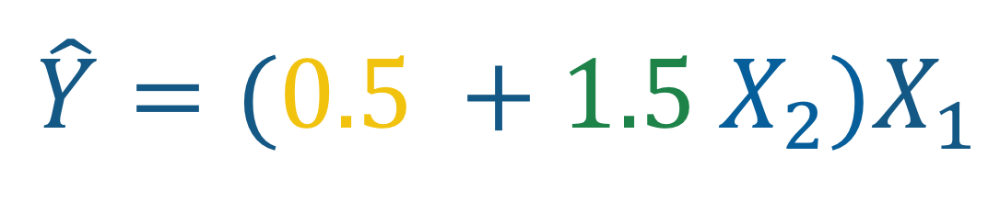 Ŷ = (0.5 + 1.5 X₂)X₁